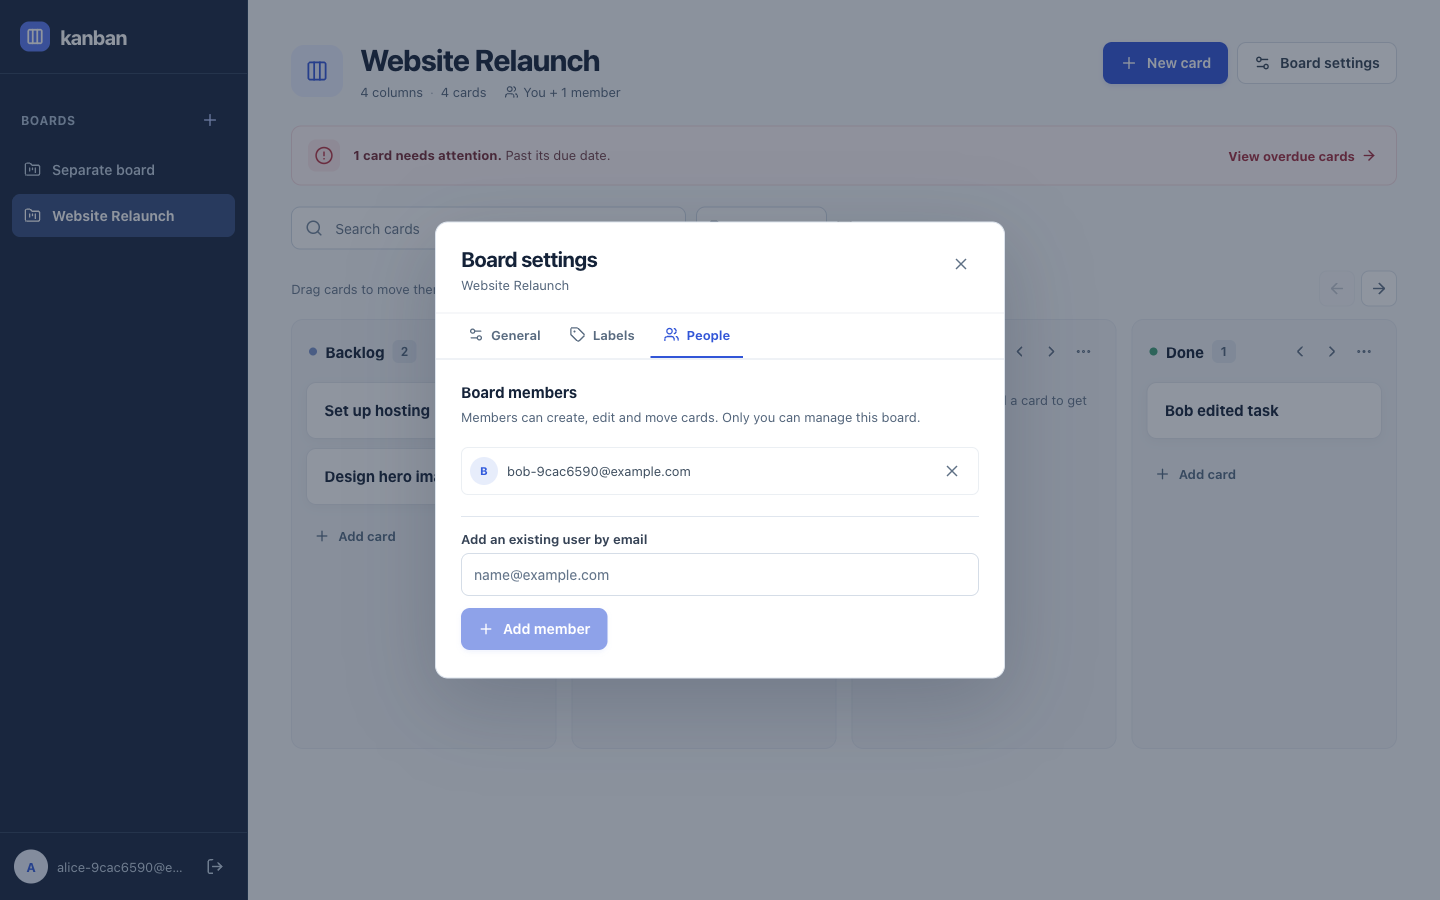 kanban
BOARDS
Separate board
Website Relaunch
alice-9cac6590@e...
Website Relaunch
4 columns · 4 cards You + 1 member
New card
Board settings
1 card needs attention. Past its due date.
View overdue cards
Search cards
Drag cards to move ther
Backlog 2
Set up hosting
Design hero ima
Add card
d a card to get
Done 1
Bob edited task
Add card
Board settings
Website Relaunch
General Labels People
Board members
Members can create, edit and move cards. Only you can manage this board.
B bob-9cac6590@example.com
Add an existing user by email
name@example.com
Add member
A